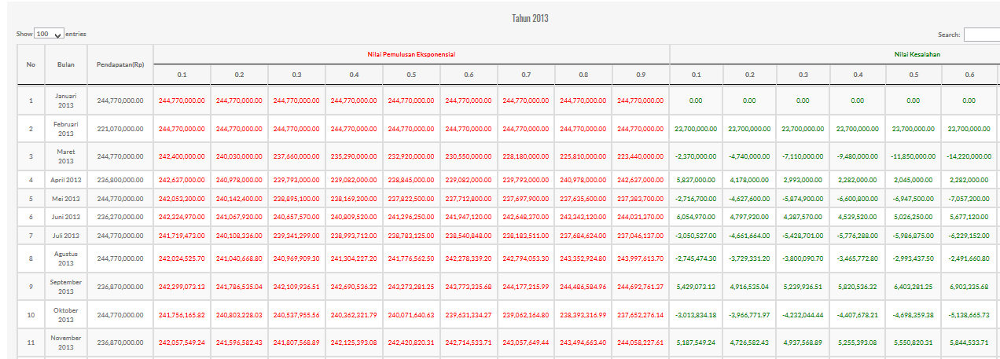 Tahun 2013
Show 100 entries
Search:
No Bulan Pendapatan(Rp) Nilai Pemulusan Eksponensial Nilai Kesalahan
0.1 0.2 0.3 0.4 0.5 0.6 0.7 0.8 0.9 0.1 0.2 0.3 0.4 0.5 0.6
1 Januari 2013 244,770,000.00 244,770,000.00 244,770,000.00 244,770,000.00 244,770,000.00 244,770,000.00 244,770,000.00 244,770,000.00 244,770,000.00 244,770,000.00 0.00 0.00 0.00 0.00 0.00 0.00
2 Februari 2013 221,070,000.00 244,770,000.00 244,770,000.00 244,770,000.00 244,770,000.00 244,770,000.00 244,770,000.00 244,770,000.00 244,770,000.00 244,770,000.00 23,700,000.00 23,700,000.00 23,700,000.00 23,700,000.00 23,700,000.00 23,700,000.00
3 Maret 2013 244,770,000.00 242,400,000.00 240,030,000.00 237,660,000.00 235,290,000.00 232,920,000.00 230,550,000.00 228,180,000.00 225,810,000.00 223,440,000.00 -2,370,000.00 -4,740,000.00 -7,110,000.00 -9,480,000.00 -11,850,000.00 -14,220,000.00
4 April 2013 236,800,000.00 242,637,000.00 240,978,000.00 239,793,000.00 239,082,000.00 238,845,000.00 239,082,000.00 239,793,000.00 240,978,000.00 242,637,000.00 5,837,000.00 4,178,000.00 2,993,000.00 2,282,000.00 2,045,000.00 2,282,000.00
5 Mei 2013 244,770,000.00 242,053,300.00 240,142,400.00 238,895,100.00 238,169,200.00 237,822,500.00 237,712,800.00 237,697,900.00 237,635,600.00 237,383,700.00 -2,716,700.00 -4,627,600.00 -5,874,900.00 -6,600,800.00 -6,947,500.00 -7,057,200.00
6 Juni 2013 236,270,000.00 242,324,970.00 241,067,920.00 240,657,570.00 240,809,520.00 241,296,250.00 241,947,120.00 242,648,370.00 243,343,120.00 244,031,370.00 6,054,970.00 4,797,920.00 4,387,570.00 4,539,520.00 5,026,250.00 5,677,120.00
7 Juli 2013 244,770,000.00 241,719,473.00 240,108,336.00 239,341,299.00 238,993,712.00 238,783,125.00 238,540,848.00 238,183,511.00 237,684,624.00 237,046,137.00 -3,050,527.00 -4,661,664.00 -5,428,701.00 -5,776,288.00 -5,986,875.00 -6,229,152.00
8 Agustus 2013 244,770,000.00 242,024,525.70 241,040,668.80 240,969,909.30 241,304,227.20 241,776,562.50 242,278,339.20 242,794,053.30 243,352,924.80 243,997,613.70 -2,745,474.30 -3,729,331.20 -3,800,090.70 -3,465,772.80 -2,993,437.50 -2,491,660.80
9 September 2013 236,870,000.00 242,299,073.13 241,786,535.04 242,109,936.51 242,690,536.32 243,273,281.25 243,773,335.68 244,177,215.99 244,486,584.96 244,692,761.37 5,429,073.13 4,916,535.04 5,239,936.51 5,820,536.32 6,403,281.25 6,903,335.68
10 Oktober 2013 244,770,000.00 241,756,165.82 240,803,228.03 240,537,955.56 240,362,321.79 240,071,640.63 239,631,334.27 239,062,164.80 238,393,316.99 237,652,276.14 -3,013,834.18 -3,966,771.97 -4,232,044.44 -4,407,678.21 -4,698,359.38 -5,138,665.73
11 November 2013 236,870,000.00 242,057,549.24 241,596,582.43 241,807,568.89 242,125,393.08 242,420,820.31 242,714,533.71 243,057,649.44 243,494,663.40 244,058,227.61 5,187,549.24 4,726,582.43 4,937,568.89 5,255,393.08 5,550,820.31 5,844,533.71